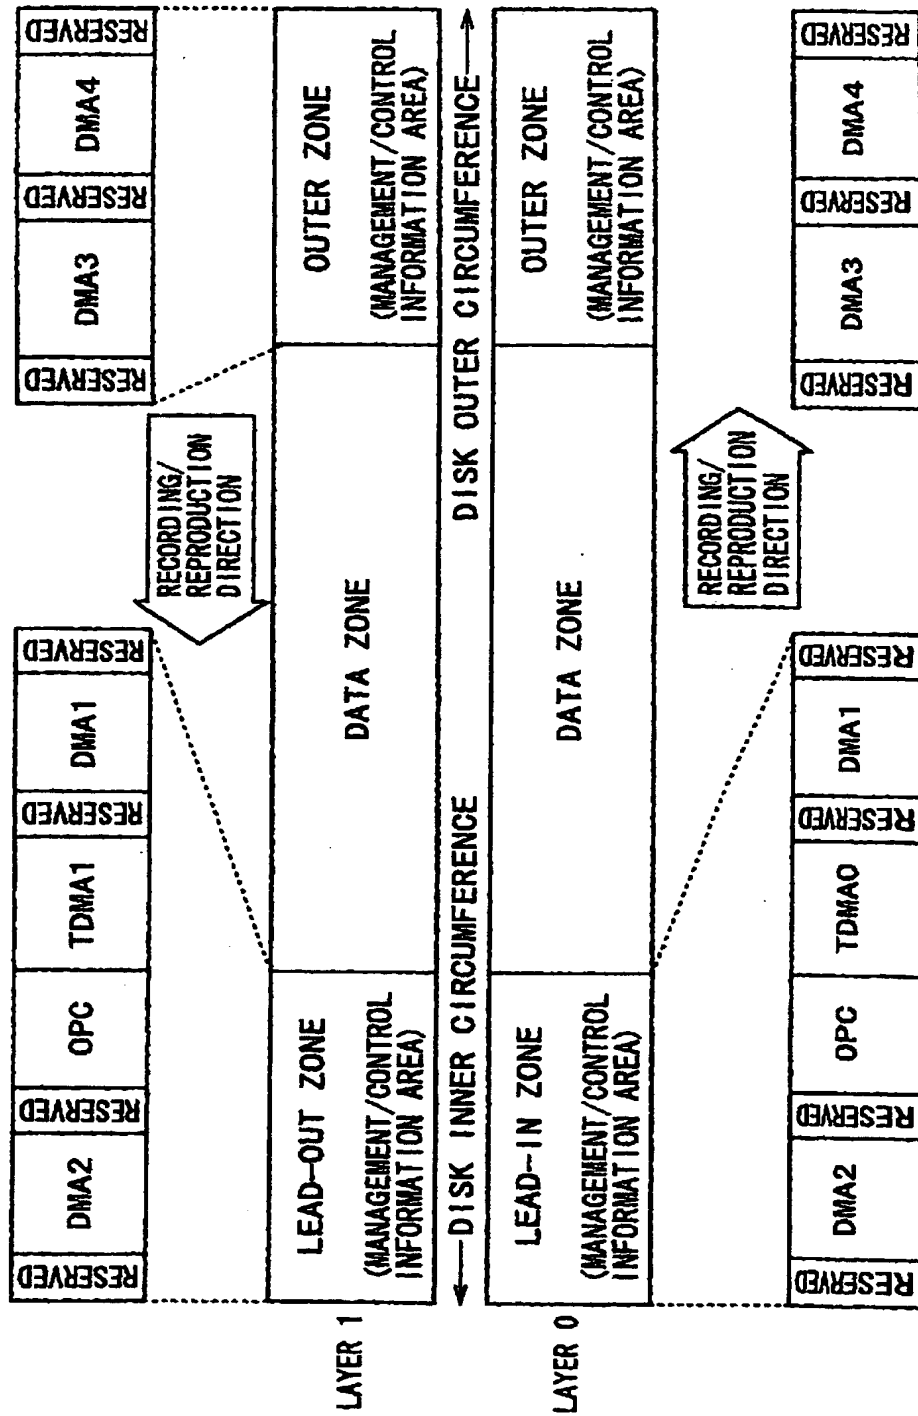 RESERVED
DMA2
RESERVED
OPC
TDMA1
RESERVED
DMA1
RESERVED
RESERVED
DMA3
RESERVED
DMA4
RESERVED
RECORDING/
REPRODUCTION
DIRECTION
LAYER 1
LEAD-OUT ZONE
(MANAGEMENT/CONTROL
INFORMATION AREA)
DATA ZONE
OUTER ZONE
(MANAGEMENT/CONTROL
INFORMATION AREA)
DISK INNER CIRCUMFERENCE
DISK OUTER CIRCUMFERENCE
LAYER 0
LEAD-IN ZONE
(MANAGEMENT/CONTROL
INFORMATION AREA)
DATA ZONE
OUTER ZONE
(MANAGEMENT/CONTROL
INFORMATION AREA)
RECORDING/
REPRODUCTION
DIRECTION
RESERVED
DMA2
RESERVED
OPC
TDMA0
RESERVED
DMA1
RESERVED
RESERVED
DMA3
RESERVED
DMA4
RESERVED